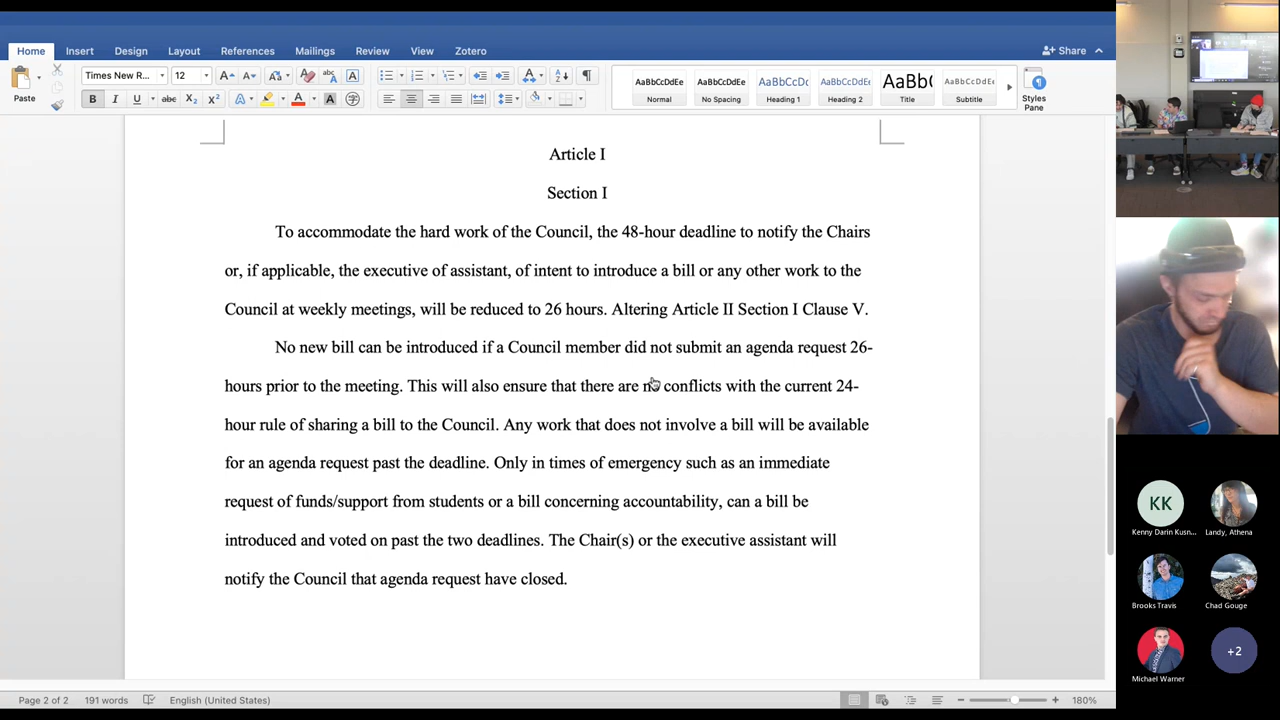 Home Insert Design Layout References Mailings Review View Zotero Share
Paste
Times New R... 12
AaBbCcDdEe AaBbCcDdEe AaBbCcDc AaBbCcDdEe AaBb( AaBbCcDdEe
Normal No Spacing Heading 1 Heading 2 Title Subtitle
Styles
Pane
Article I
Section I
To accommodate the hard work of the Council, the 48-hour deadline to notify the Chairs
or, if applicable, the executive of assistant, of intent to introduce a bill or any other work to the
Council at weekly meetings, will be reduced to 26 hours. Altering Article II Section I Clause V.
No new bill can be introduced if a Council member did not submit an agenda request 26-
hours prior to the meeting. This will also ensure that there are no conflicts with the current 24-
hour rule of sharing a bill to the Council. Any work that does not involve a bill will be available
for an agenda request past the deadline. Only in times of emergency such as an immediate
request of funds/support from students or a bill concerning accountability, can a bill be
introduced and voted on past the two deadlines. The Chair(s) or the executive assistant will
notify the Council that agenda request have closed.
Page 2 of 2 191 words English (United States) 180%
KK
Kenny Darin Kusn... Landy, Athena
Brooks Travis Chad Gouge
+2
Michael Warner